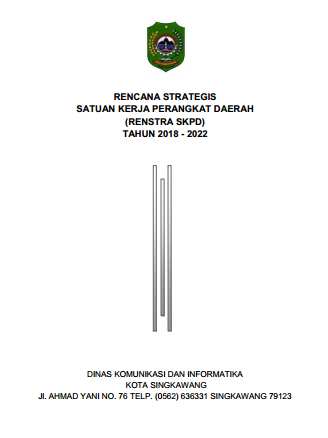 RENCANA STRATEGIS
SATUAN KERJA PERANGKAT DAERAH
(RENSTRA SKPD)
TAHUN 2018 - 2022
DINAS KOMUNIKASI DAN INFORMATIKA
KOTA SINGKAWANG
Jl. AHMAD YANI NO. 76 TELP. (0562) 636331 SINGKAWANG 79123